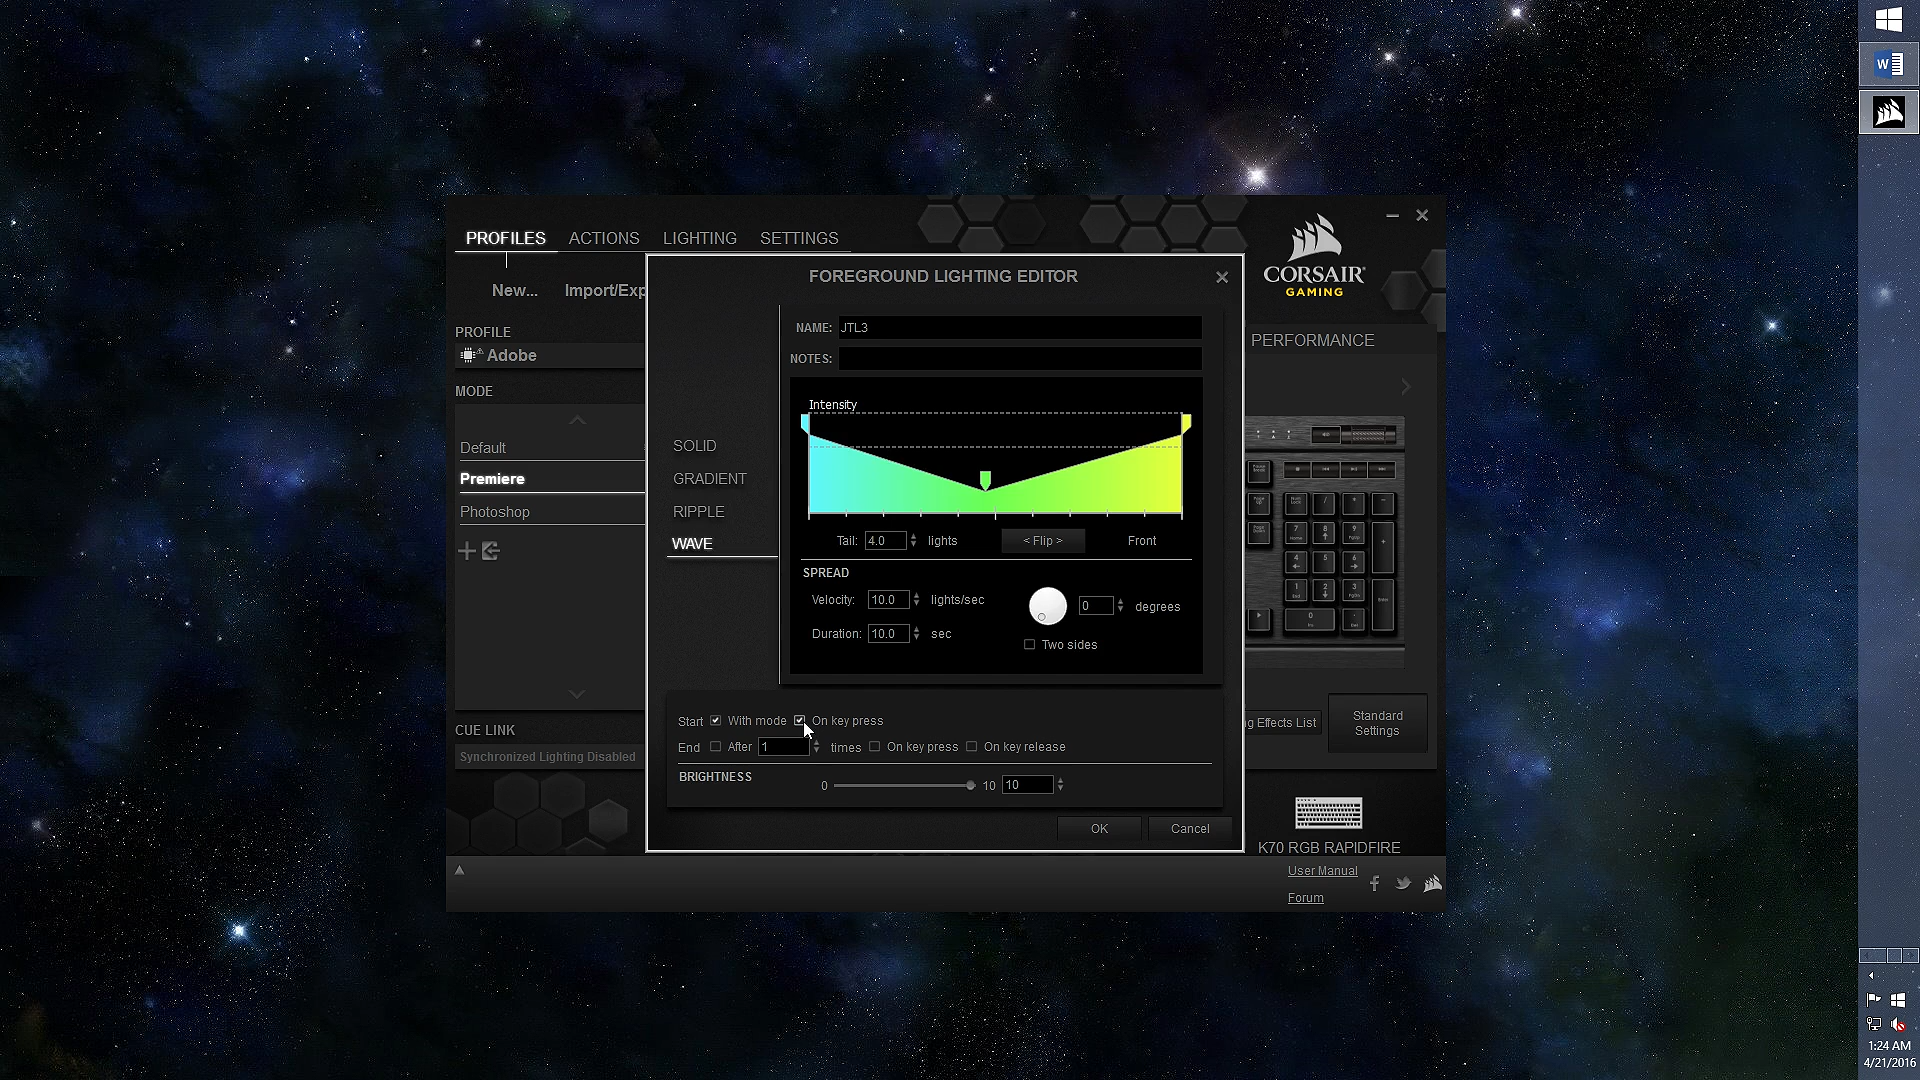 PROFILES ACTIONS LIGHTING SETTINGS
CORSAIR
GAMING
New... Import/Exp
FOREGROUND LIGHTING EDITOR
PROFILE
Adobe
MODE
Default
Premiere
Photoshop
CUE LINK
Synchronized Lighting Disabled
NAME: JTL3
NOTES:
SOLID
GRADIENT
RIPPLE
WAVE
Intensity
Tail: 4.0 lights < Flip > Front
SPREAD
Velocity: 10.0 lights/sec 0 degrees
Duration: 10.0 sec Two sides
Start With mode On key press
End After 1 times On key press On key release
BRIGHTNESS 0 10 10
OK Cancel
PERFORMANCE
g Effects List
Standard
Settings
K70 RGB RAPIDFIRE
User Manual
Forum
W
1:24 AM
4/21/2016